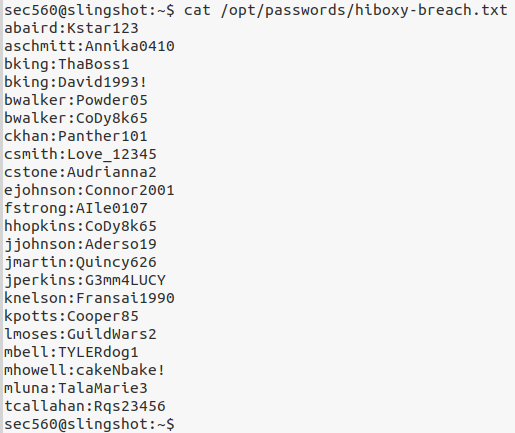 sec560@slingshot:~$ cat /opt/passwords/hiboxy-breach.txt
abaird:Kstar123
aschmitt:Annika0410
bking:ThaBoss1
bking:David1993!
bwalker:Powder05
bwalker:CoDy8k65
ckhan:Panther101
csmith:Love_12345
cstone:Audrianna2
ejohnson:Connor2001
fstrong:AIle0107
hhopkins:CoDy8k65
jjohnson:Aderso19
jmartin:Quincy626
jperkins:G3mm4LUCY
knelson:Fransai1990
kpotts:Cooper85
lmoses:GuildWars2
mbell:TYLERdog1
mhowell:cakeNbake!
mluna:TalaMarie3
tcallahan:Rqs23456
sec560@slingshot:~$